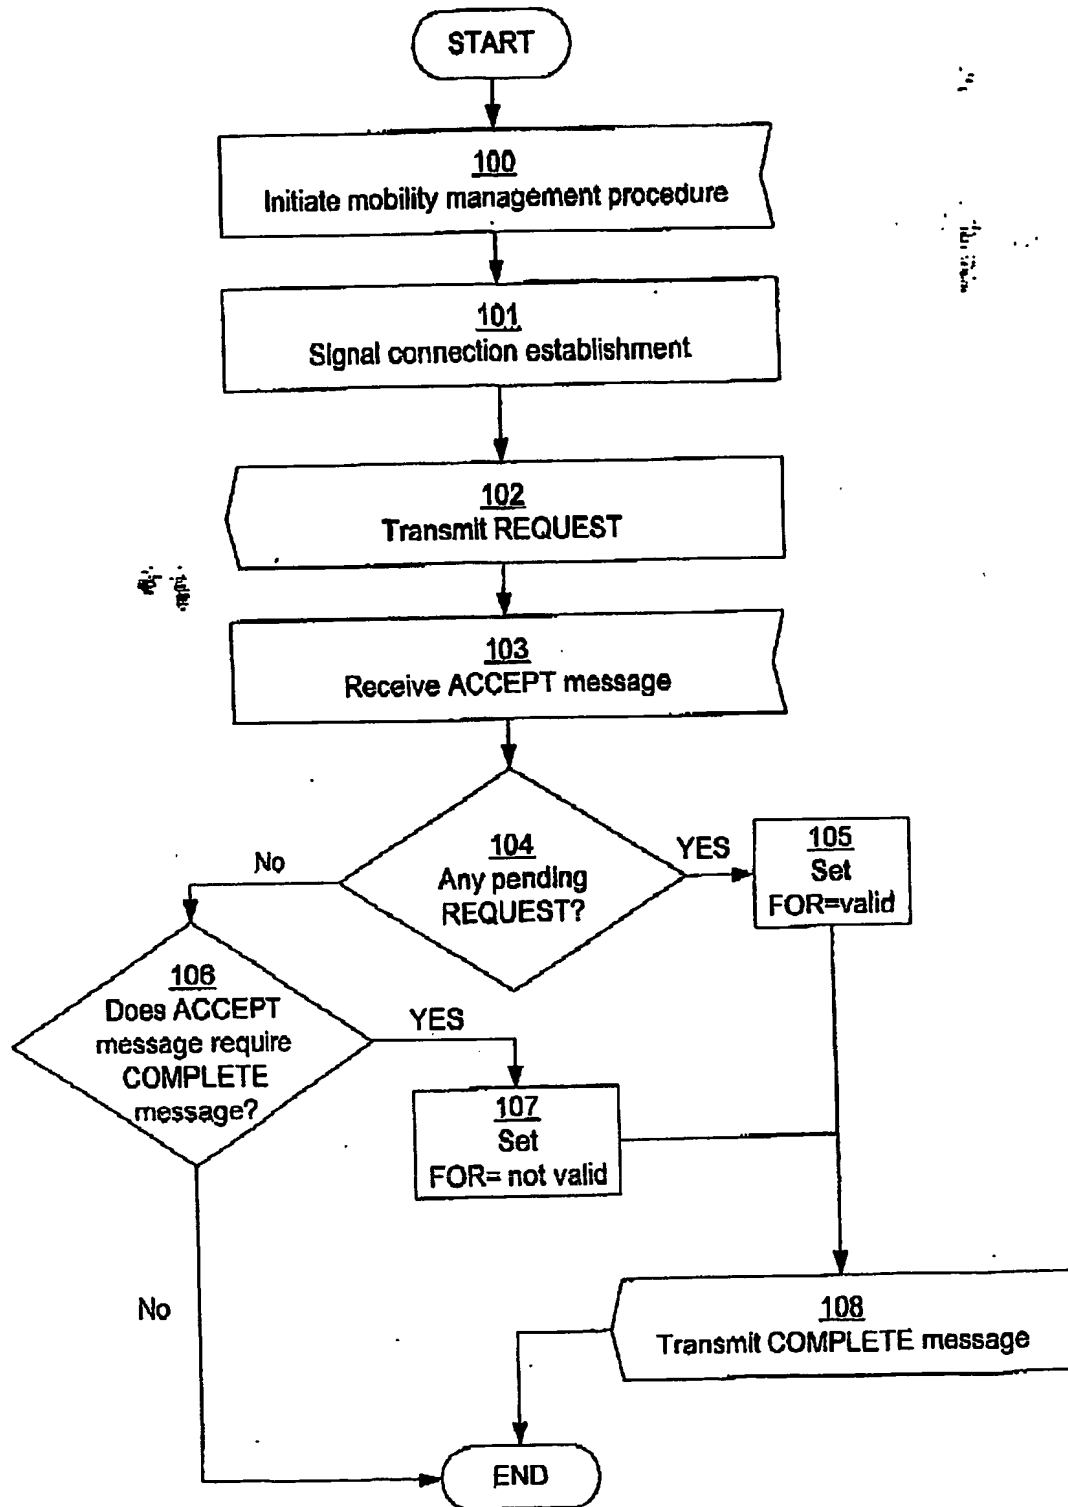 START
100
Initiate mobility management procedure
101
Signal connection establishment
102
Transmit REQUEST
103
Receive ACCEPT message
104
Any pending
REQUEST?
YES
No
105
Set
FOR=valid
106
Does ACCEPT
message require
COMPLETE
message?
YES
107
Set
FOR= not valid
No
108
Transmit COMPLETE message
END